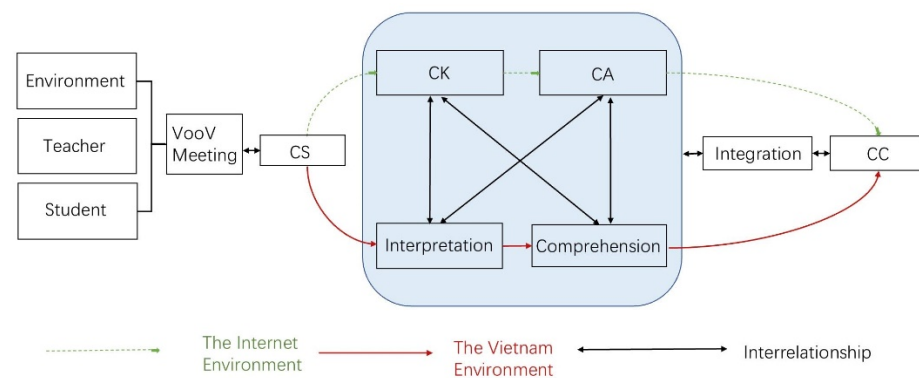 Environment
Teacher
Student
VooV
Meeting
CS
CK
CA
Interpretation
Comprehension
Integration
CC
The Internet
Environment
The Vietnam
Environment
Interrelationship